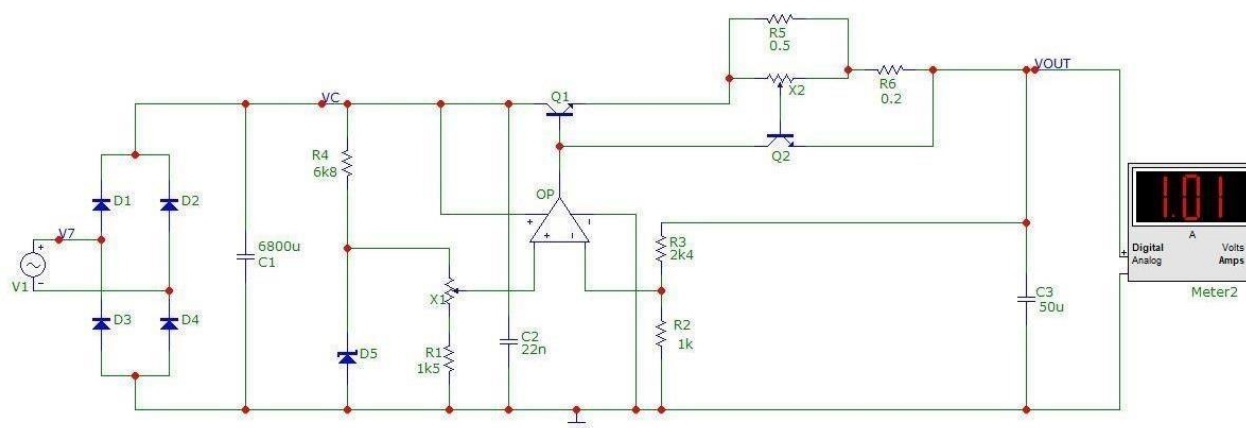 R5
0.5
X2
R6
0.2
VOUT
VC
Q1
Q2
R4
6k8
OP
D1
D2
V7
V1
6800u
C1
+
-
+
-
+
-
R3
2k4
X1
D3
D4
D5
R1
1k5
C2
22n
R2
1k
C3
50u
1.01
A
+
Digital
Volts
Analog
Amps
-
Meter2